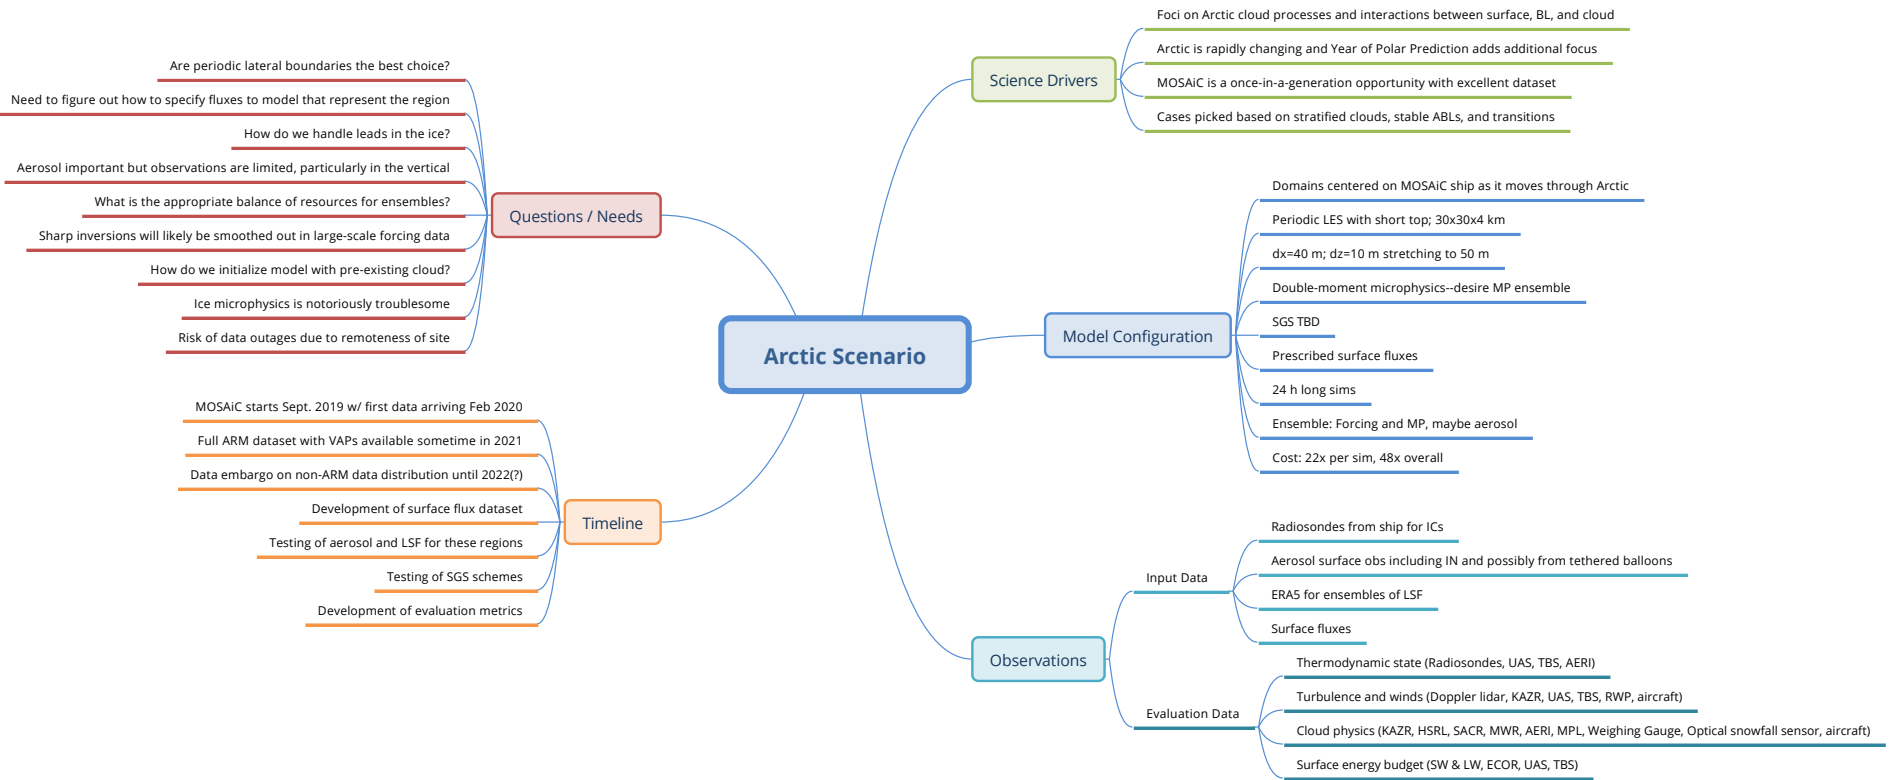 Arctic Scenario
Science Drivers
Foci on Arctic cloud processes and interactions between surface, BL, and cloud
Arctic is rapidly changing and Year of Polar Prediction adds additional focus
MOSAiC is a once-in-a-generation opportunity with excellent dataset
Cases picked based on stratified clouds, stable ABLs, and transitions
Model Configuration
Domains centered on MOSAiC ship as it moves through Arctic
Periodic LES with short top; 30x30x4 km
dx=40 m; dz=10 m stretching to 50 m
Double-moment microphysics--desire MP ensemble
SGS TBD
Prescribed surface fluxes
24 h long sims
Ensemble: Forcing and MP, maybe aerosol
Cost: 22x per sim, 48x overall
Observations
Input Data
Radiosondes from ship for ICs
Aerosol surface obs including IN and possibly from tethered balloons
ERA5 for ensembles of LSF
Surface fluxes
Evaluation Data
Thermodynamic state (Radiosondes, UAS, TBS, AERI)
Turbulence and winds (Doppler lidar, KAZR, UAS, TBS, RWP, aircraft)
Cloud physics (KAZR, HSRL, SACR, MWR, AERI, MPL, Weighing Gauge, Optical snowfall sensor, aircraft)
Surface energy budget (SW & LW, ECOR, UAS, TBS)
Questions / Needs
Are periodic lateral boundaries the best choice?
Need to figure out how to specify fluxes to model that represent the region
How do we handle leads in the ice?
Aerosol important but observations are limited, particularly in the vertical
What is the appropriate balance of resources for ensembles?
Sharp inversions will likely be smoothed out in large-scale forcing data
How do we initialize model with pre-existing cloud?
Ice microphysics is notoriously troublesome
Risk of data outages due to remoteness of site
Timeline
MOSAiC starts Sept. 2019 w/ first data arriving Feb 2020
Full ARM dataset with VAPs available sometime in 2021
Data embargo on non-ARM data distribution until 2022(?)
Development of surface flux dataset
Testing of aerosol and LSF for these regions
Testing of SGS schemes
Development of evaluation metrics